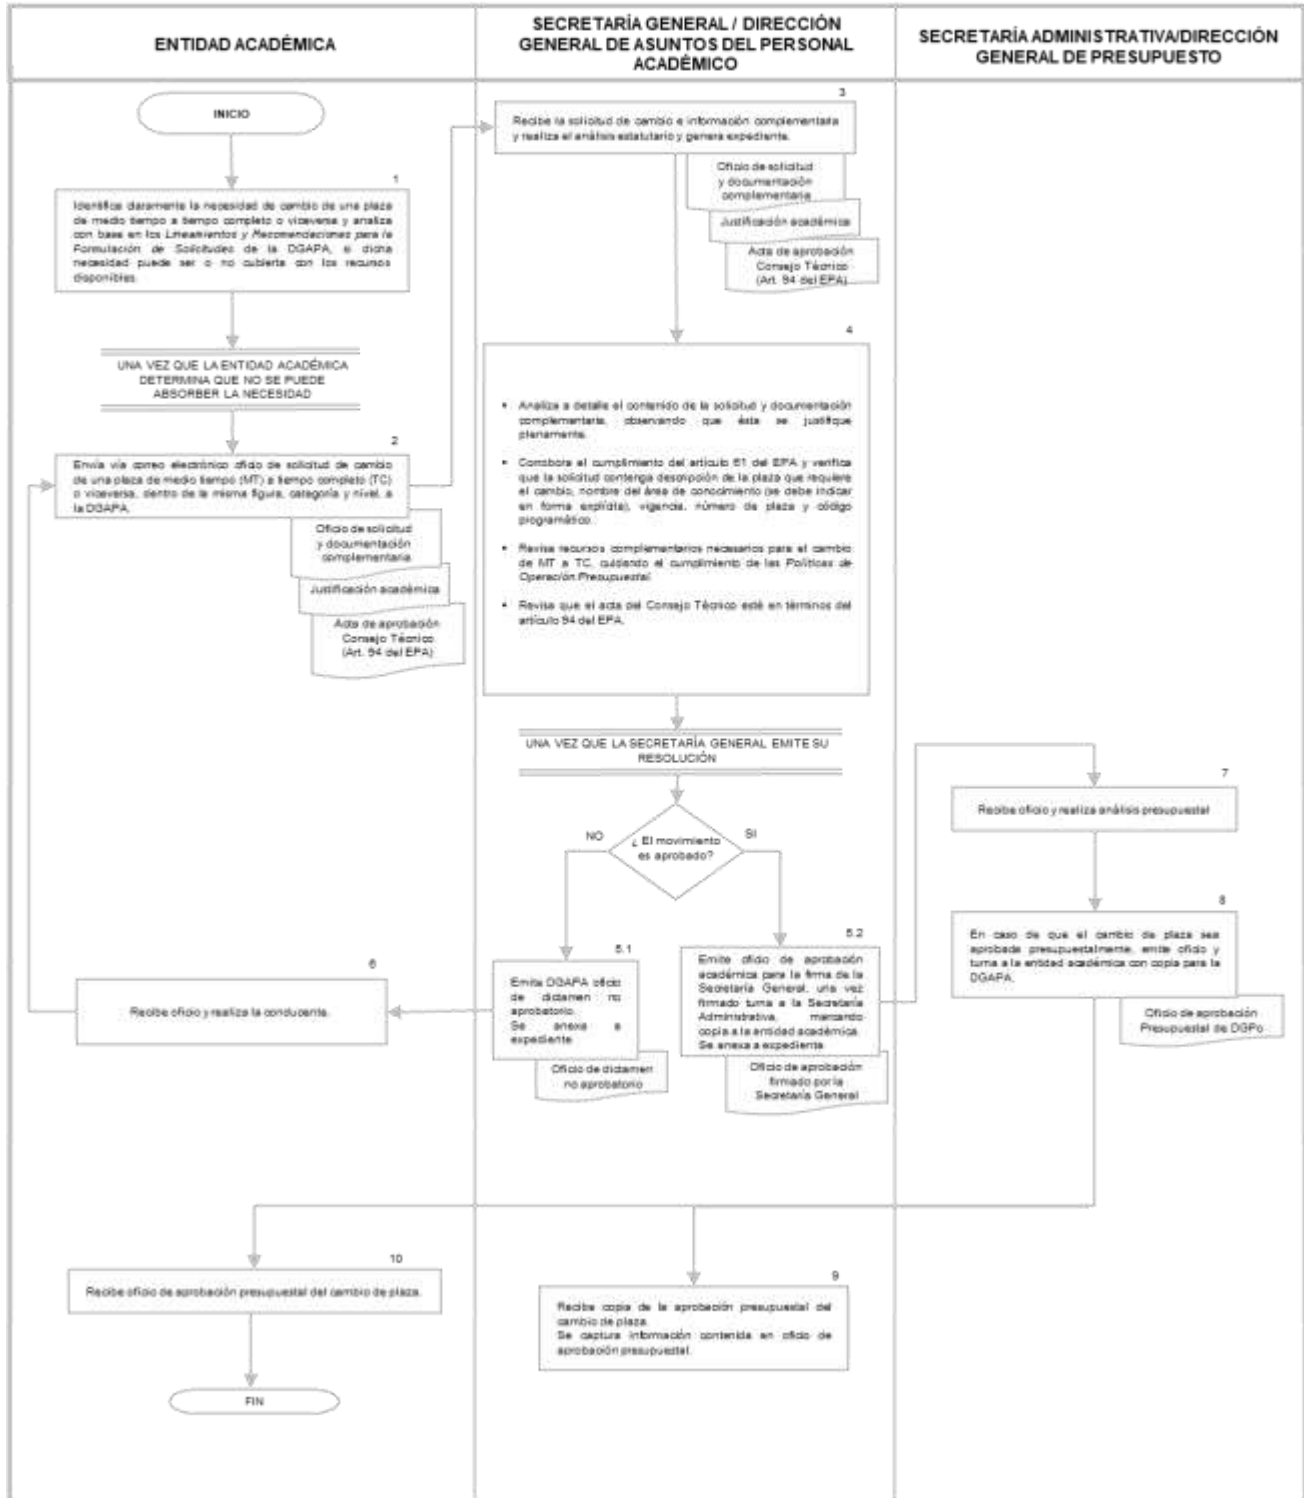 ENTIDAD ACADÉMICA
SECRETARÍA GENERAL / DIRECCIÓN
GENERAL DE ASUNTOS DEL PERSONAL
ACADÉMICO
SECRETARÍA ADMINISTRATIVA/DIRECCIÓN
GENERAL DE PRESUPUESTO
INICIO
1
Identifica claramente la necesidad de cambio de una plaza
de medio tiempo a tiempo completo o viceversa y analiza
con base en los Lineamientos y Recomendaciones para la
Formulación de Solicitudes de la DGAPA, si dicha
necesidad puede ser o no cubierta con los recursos
disponibles.
UNA VEZ QUE LA ENTIDAD ACADÉMICA
DETERMINA QUE NO SE PUEDE
ABSORBER LA NECESIDAD
2
Envía vía correo electrónico oficio de solicitud de cambio
de una plaza de medio tiempo (MT) a tiempo completo (TC)
o viceversa, dentro de la misma figura, categoría y nivel, a
la DGAPA.
Oficio de solicitud
y documentación
complementaria
Justificación académica
Acta de aprobación
Consejo Técnico
(Art. 94 del EPA)
3
Recibe la solicitud de cambio e información complementaria
y realiza el análisis estatutario y genera expediente.
Oficio de solicitud
y documentación
complementaria
Justificación académica
Acta de aprobación
Consejo Técnico
(Art. 94 del EPA)
4
• Analiza a detalle el contenido de la solicitud y documentación
complementaria, observando que ésta se justifique
plenamente.
• Corrobora el cumplimiento del artículo 61 del EPA y verifica
que la solicitud contenga descripción de la plaza que requiere
el cambio, nombre del área de conocimiento (se debe indicar
en forma explícita), vigencia, número de plaza y código
programático.
• Revisa recursos complementarios necesarios para el cambio
de MT a TC, cuidando el cumplimiento de las Políticas de
Operación Presupuestal.
• Revisa que el acta del Consejo Técnico esté en términos del
artículo 94 del EPA.
UNA VEZ QUE LA SECRETARÍA GENERAL EMITE SU
RESOLUCIÓN
NO
¿ El movimiento
es aprobado?
SI
5.1
Emite DGAPA oficio
de dictamen no
aprobatorio.
Se anexa a
expediente
Oficio de dictamen
no aprobatorio
5.2
Emite oficio de aprobación
académica para la firma de la
Secretaría General, una vez
firmado turna a la Secretaría
Administrativa, marcando
copia a la entidad académica.
Se anexa a expediente
Oficio de aprobación
firmado por la
Secretaría General
6
Recibe oficio y realiza lo conducente.
7
Recibe oficio y realiza análisis presupuestal
8
En caso de que el cambio de plaza sea
aprobada presupuestalmente, emite oficio y
turna a la entidad académica con copia para la
DGAPA.
Oficio de aprobación
Presupuestal de DGPo
9
Recibe copia de la aprobación presupuestal del
cambio de plaza.
Se captura información contenida en oficio de
aprobación presupuestal.
10
Recibe oficio de aprobación presupuestal del cambio de plaza.
FIN